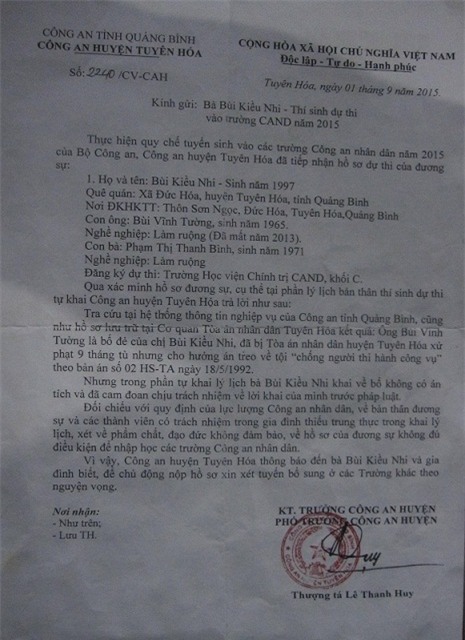 CÔNG AN TỈNH QUẢNG BÌNH
CÔNG AN HUYỆN TUYÊN HÓA
CỘNG HÒA XÃ HỘI CHỦ NGHĨA VIỆT NAM
Độc lập - Tự do - Hạnh phúc
Số: 2240/CV-CAH
Tuyên Hóa, ngày 01 tháng 9 năm 2015.
Kính gửi: Bà Bùi Kiều Nhi - Thí sinh dự thi
vào trường CAND năm 2015
Thực hiện quy chế tuyển sinh vào các trường Công an nhân dân năm 2015
của Bộ Công an, Công an huyện Tuyên Hóa đã tiếp nhận hồ sơ dự thi của đương
sự:
1. Họ và tên: Bùi Kiều Nhi - Sinh năm 1997
Quê quán: Xã Đức Hóa, huyện Tuyên Hóa, tỉnh Quảng Bình
Nơi ĐKHKTT: Thôn Sơn Ngọc, Đức Hóa, Tuyên Hóa,Quảng Bình
Con ông: Bùi Vĩnh Tường, sinh năm 1965.
Nghề nghiệp: Làm ruộng (Đã mất năm 2013).
Con bà: Phạm Thị Thanh Bình, sinh năm 1971
Nghề nghiệp: Làm ruộng
Đăng ký dự thi: Trường Học viện Chính trị CAND, khối C.
Qua xác minh hồ sơ đương sự, cụ thể tại phần lý lịch bản thân thí sinh dự thi
tự khai Công an huyện Tuyên Hóa trả lời như sau:
Tra cứu tại hệ thống thông tin nghiệp vụ của Công an tỉnh Quảng Bình, cũng
như hồ sơ lưu trữ tại Cơ quan Tòa án nhân dân Tuyên Hóa kết quả: Ông Bùi Vĩnh
Tường là bố đẻ của chị Bùi Kiều Nhi, đã bị Tòa án nhân dân huyện Tuyên Hóa xử
phạt 9 tháng tù nhưng cho hưởng án treo về tội “chống người thi hành công vụ”
theo bản án số 02 HS-TA ngày 18/5/1992.
Nhưng trong phần tự khai lý lịch bà Bùi Kiều Nhi khai về bố không có án
tích và đã cam đoan chịu trách nhiệm về lời khai của mình trước pháp luật.
Đối chiếu với quy định của lực lượng Công an nhân dân, về bản thân đương
sự và các thành viên có trách nhiệm trong gia đình thiếu trung thực trong khai lý
lịch, xét về phẩm chất, đạo đức không đảm bảo, về hồ sơ của đương sự không đủ
điều kiện để nhập học các trường Công an nhân dân.
Vì vậy, Công an huyện Tuyên Hóa thông báo đến bà Bùi Kiều Nhi và gia
đình biết, để chủ động nộp hồ sơ xin xét tuyển bổ sung ở các Trường khác theo
nguyện vọng.
Nơi nhận:
- Như trên;
- Lưu TH.
KT. TRƯỞNG CÔNG AN HUYỆN
PHÓ TRƯỞNG CÔNG AN HUYỆN
Huy
Thượng tá Lê Thanh Huy